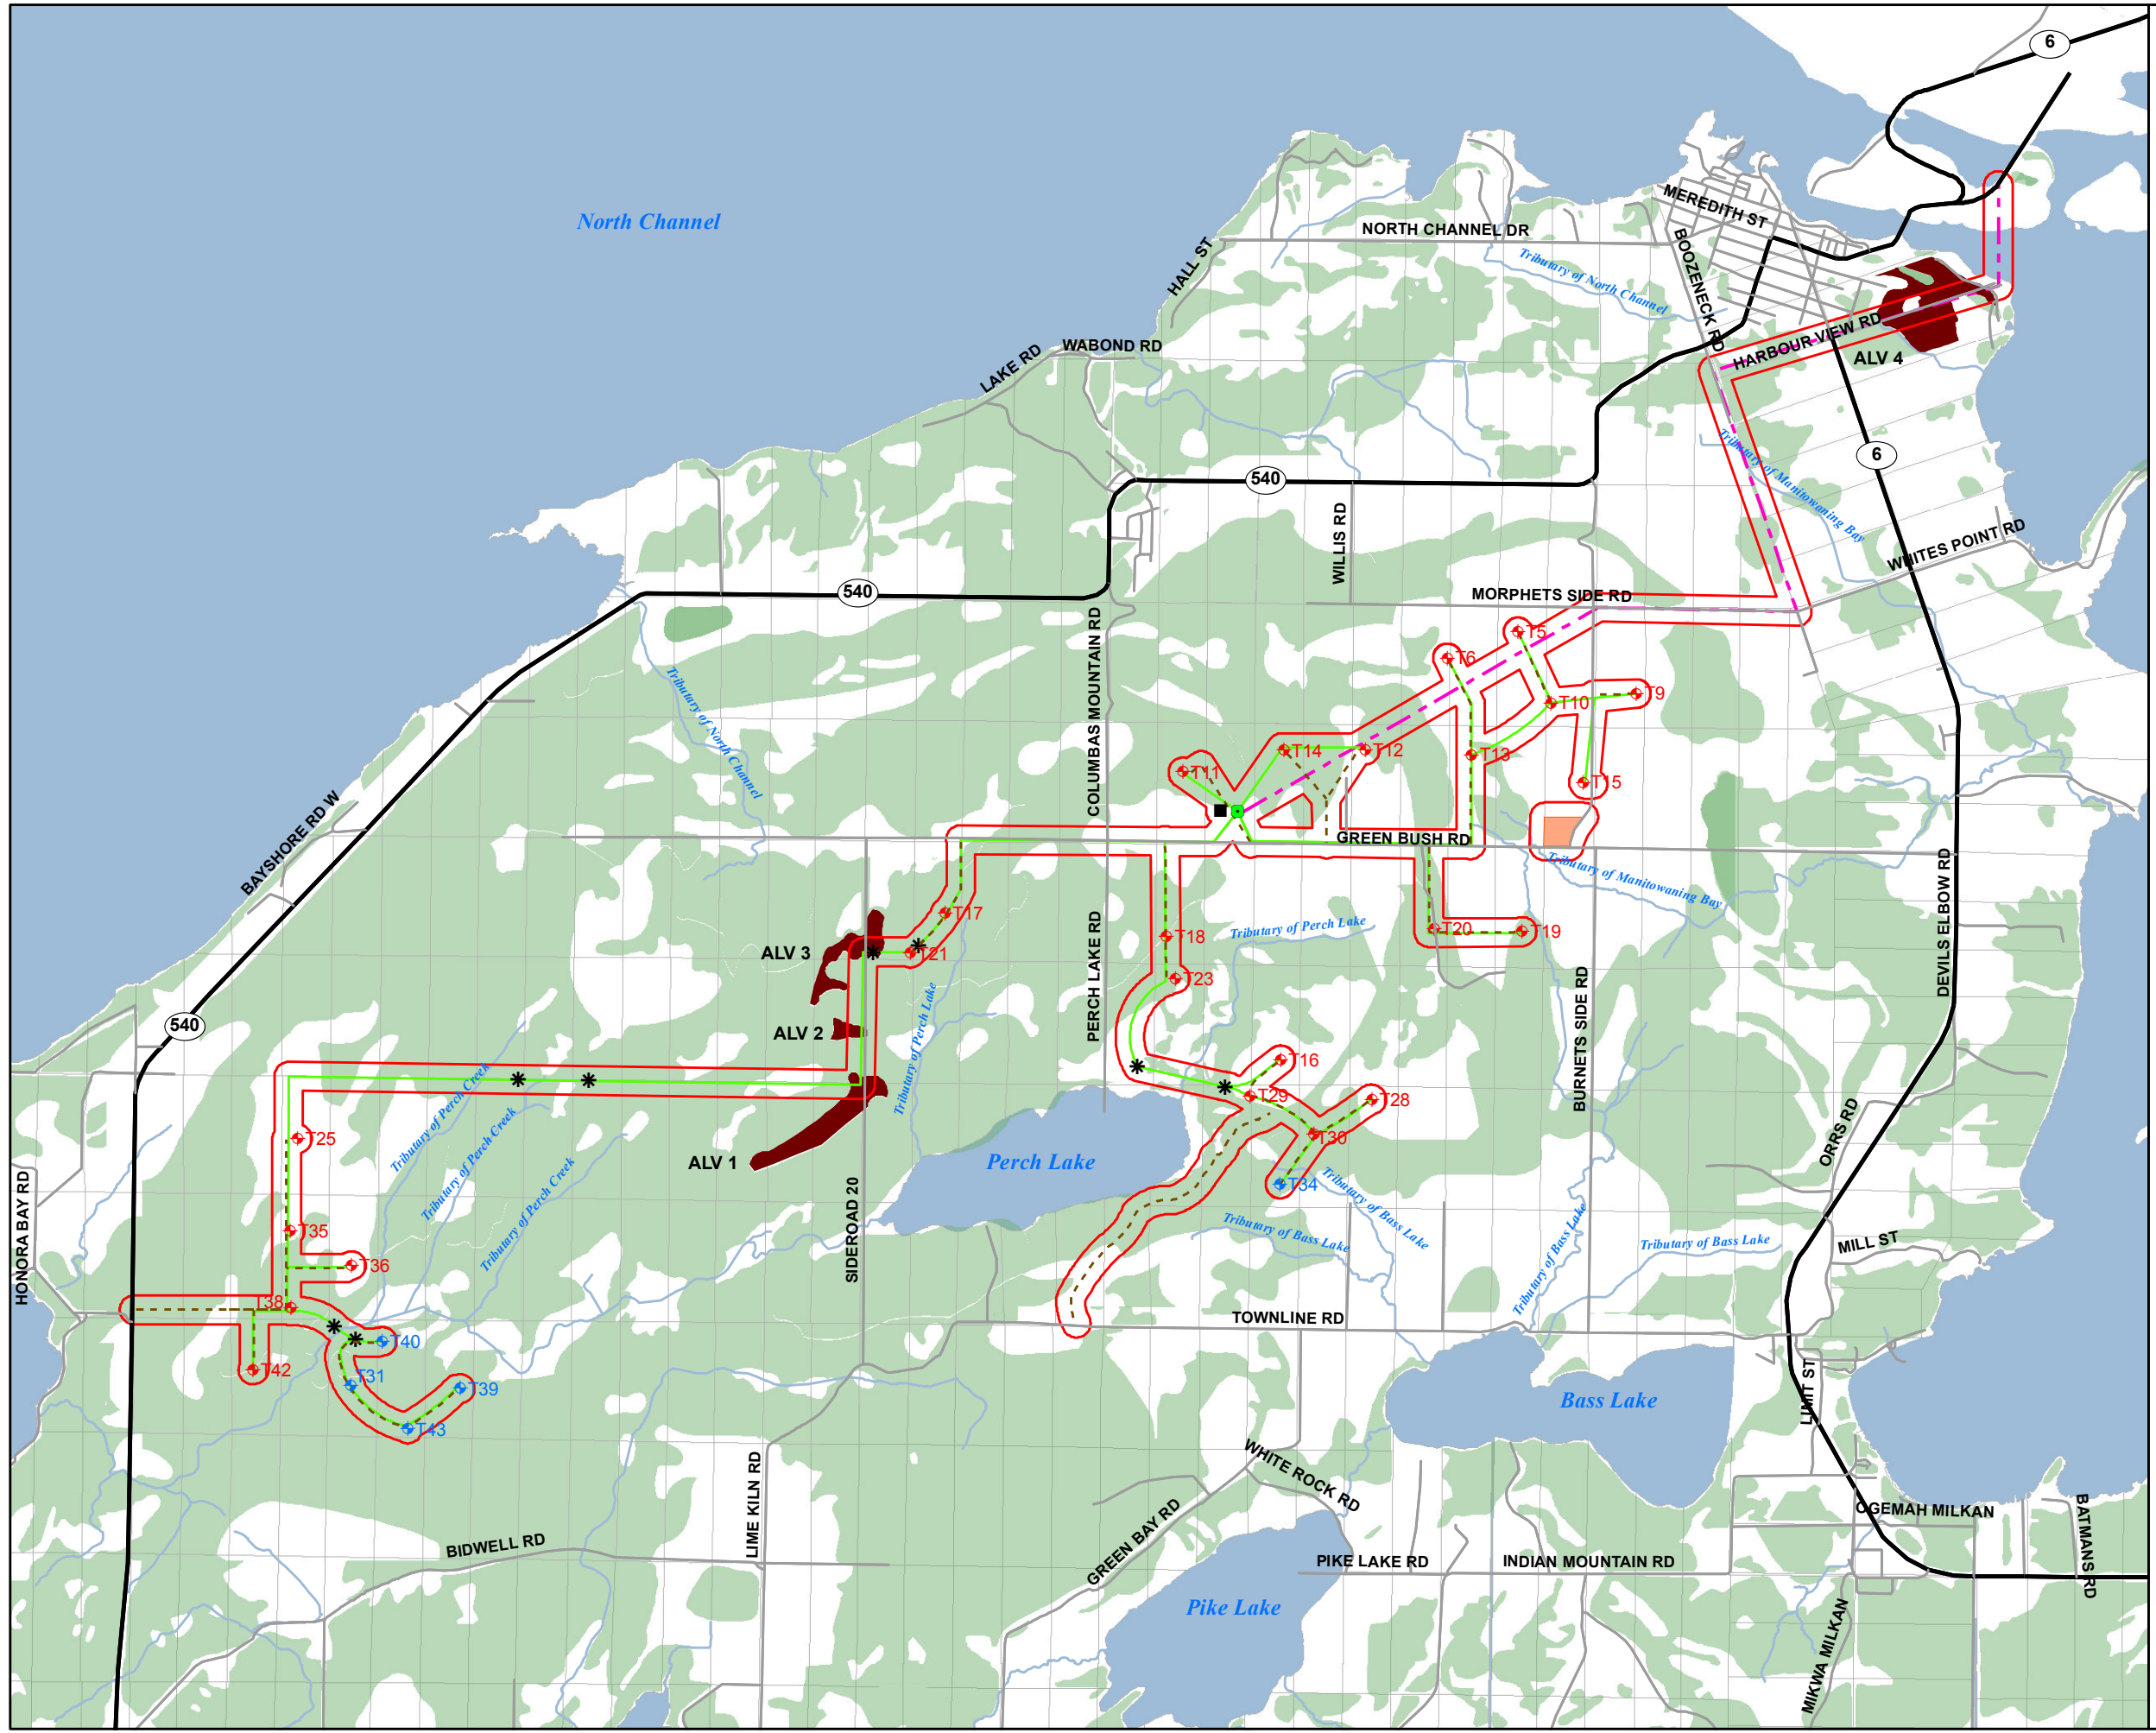 6
MEREDITH ST
North Channel
NORTH CHANNEL DR
BOOZENECK RD
HALL ST
Tributary of North Channel
HARBOUR VIEW RD
WABOND RD
ALV 4
LAKE RD
6
540
Tributary of Manitowaning Bay
WILLIS RD
WHITES POINT RD
540
MORPHETS SIDE RD
COLUMBAS MOUNTAIN RD
T5
T6
Tributary of North Channel
T9
T10
T14
T12
T13
T11
T15
BAYSHORE RD W
GREEN BUSH RD
Tributary of Manitowaning Bay
DEVILS ELBOW RD
T17
Tributary of Perch Lake
T20
T19
T18
ALV 3
T21
PERCH LAKE RD
T23
BURNETS SIDE RD
540
ALV 2
Tributary of Perch Lake
T16
T29
T28
Tributary of Perch Creek
Tributary of Perch Creek
Tributary of Perch Creek
T25
T30
ORRS RD
ALV 1
Perch Lake
T34
Tributary of Bass Lake
HONORA BAY RD
SIDEROAD 20
T35
Tributary of Bass Lake
Tributary of Bass Lake
Tributary of Bass Lake
MILL ST
T36
T38
TOWNLINE RD
T40
T42
T31
T39
Bass Lake
LIMIT ST
T43
WHITE ROCK RD
LIME KILN RD
GREEN BAY RD
OGEMAH MILKAN
BATMANS RD
BIDWELL RD
PIKE LAKE RD
INDIAN MOUNTAIN RD
Pike Lake
MIKWA MILKAN